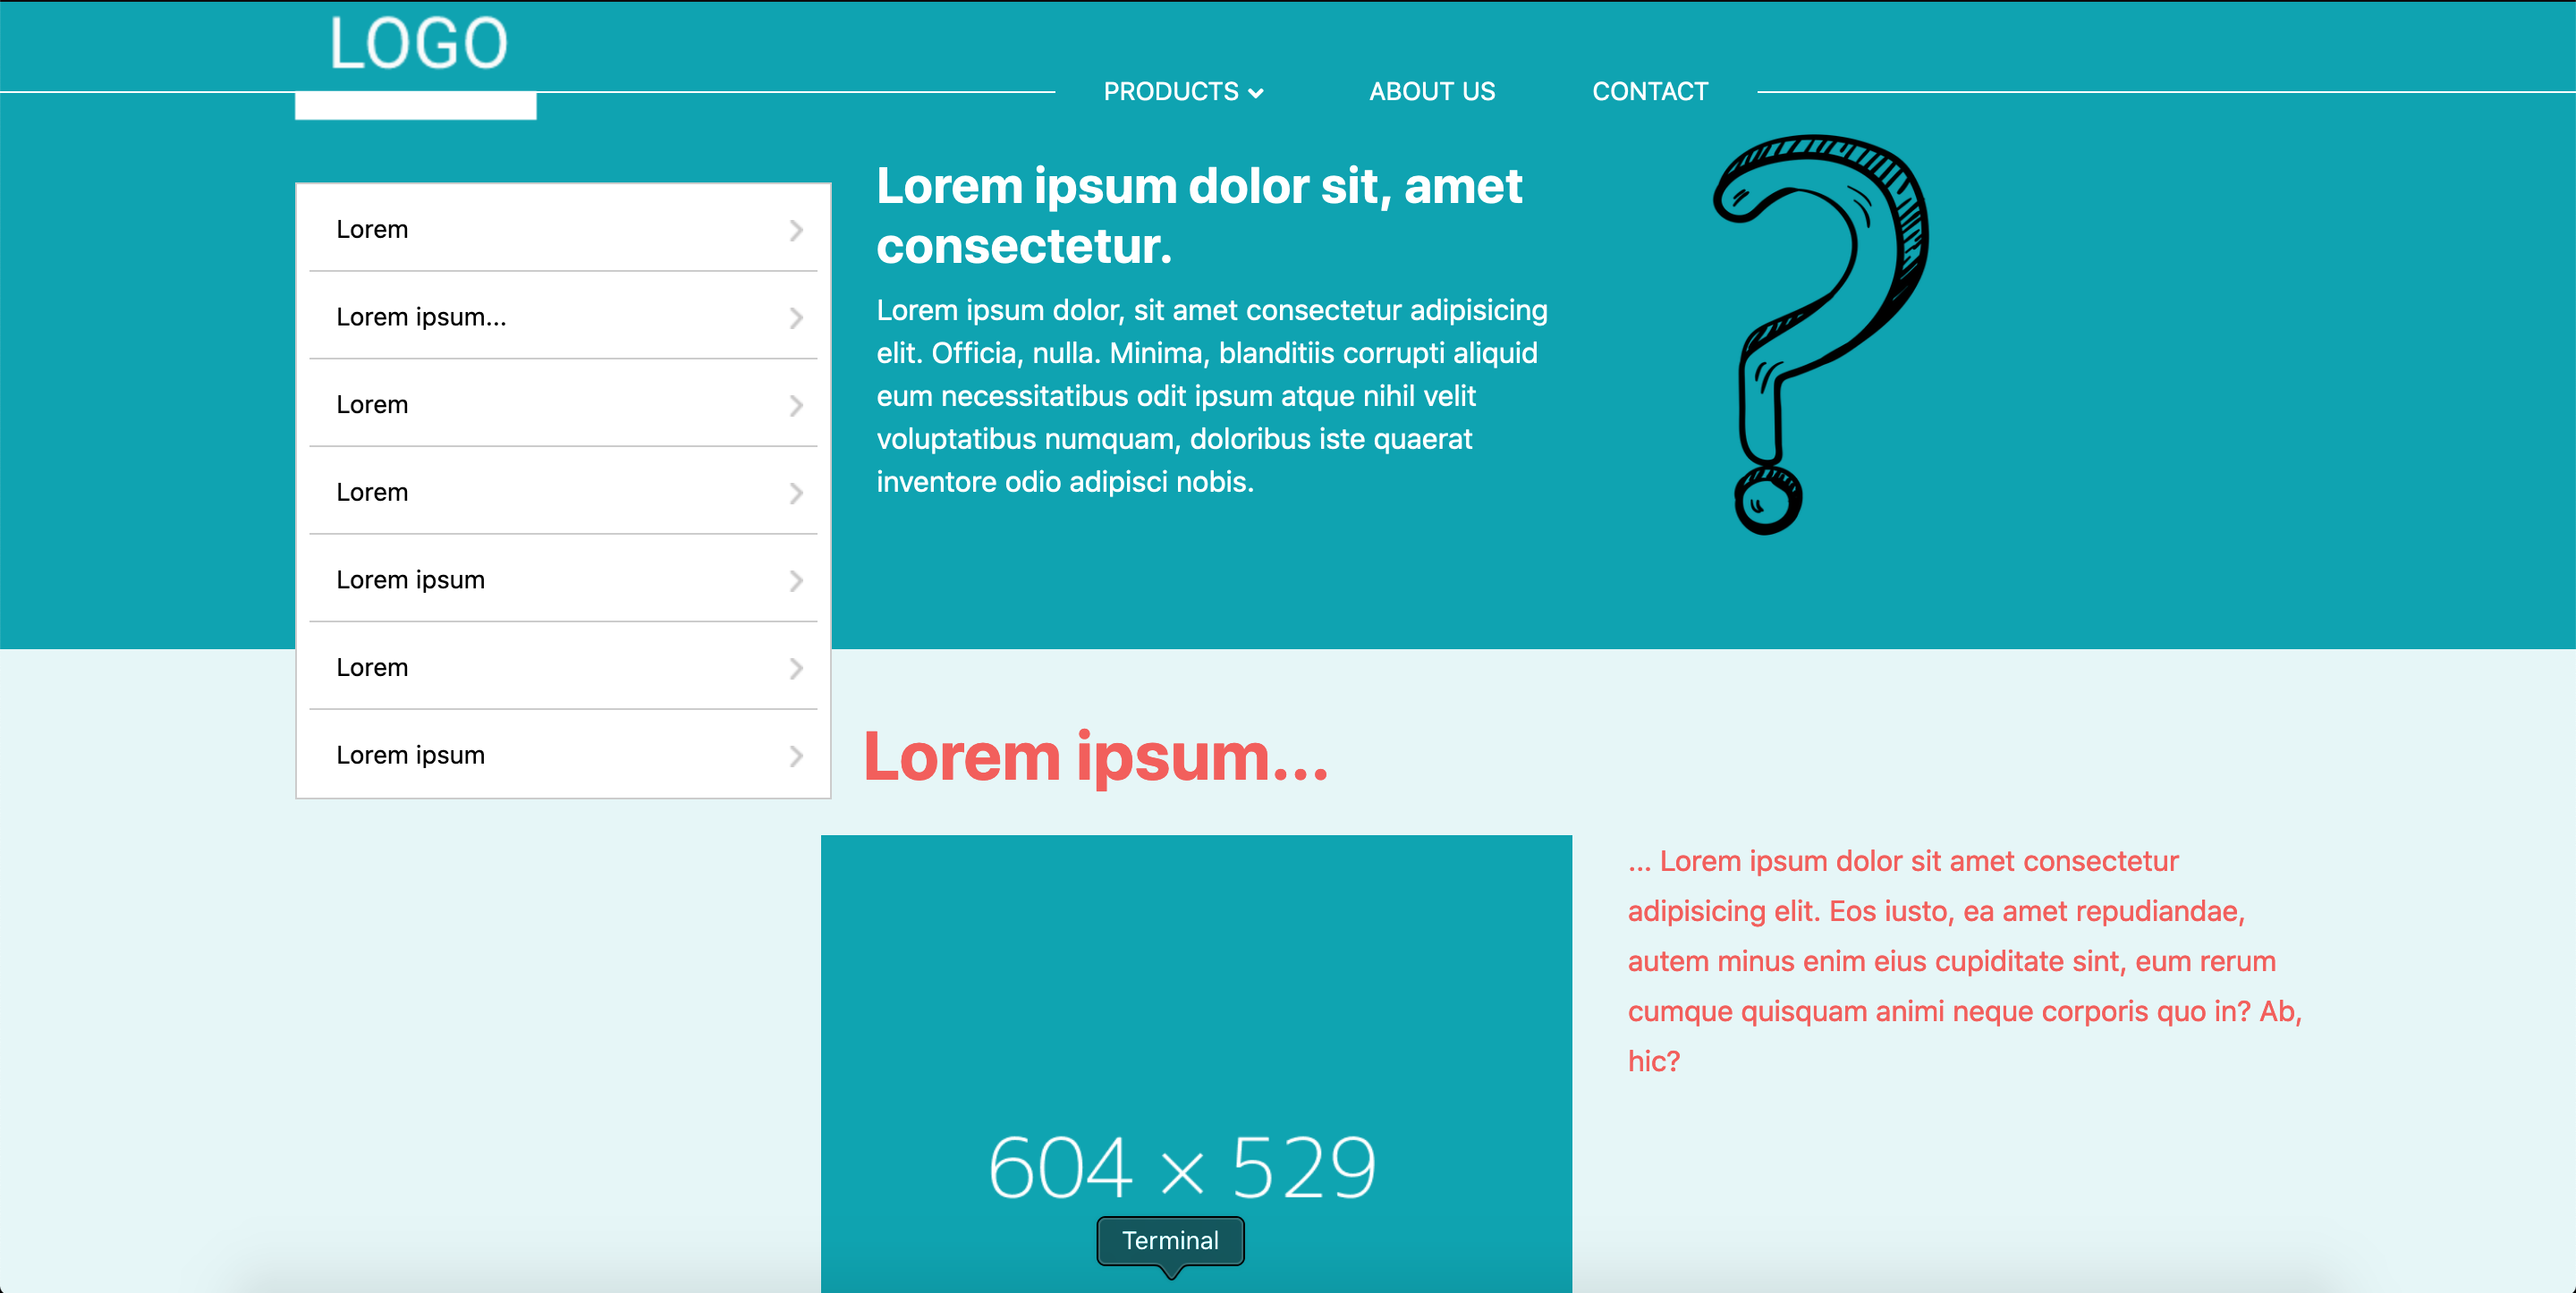 LOGO
PRODUCTS
ABOUT US
CONTACT
Lorem
Lorem ipsum...
Lorem
Lorem
Lorem ipsum
Lorem
Lorem ipsum
Lorem ipsum dolor sit, amet
consectetur.
Lorem ipsum dolor, sit amet consectetur adipisicing
elit. Officia, nulla. Minima, blanditiis corrupti aliquid
eum necessitatibus odit ipsum atque nihil velit
voluptatibus numquam, doloribus iste quaerat
inventore odio adipisci nobis.
?
Lorem ipsum...
604 × 529
... Lorem ipsum dolor sit amet consectetur
adipisicing elit. Eos iusto, ea amet repudiandae,
autem minus enim eius cupiditate sint, eum rerum
cumque quisquam animi neque corporis quo in? Ab,
hic?
Terminal